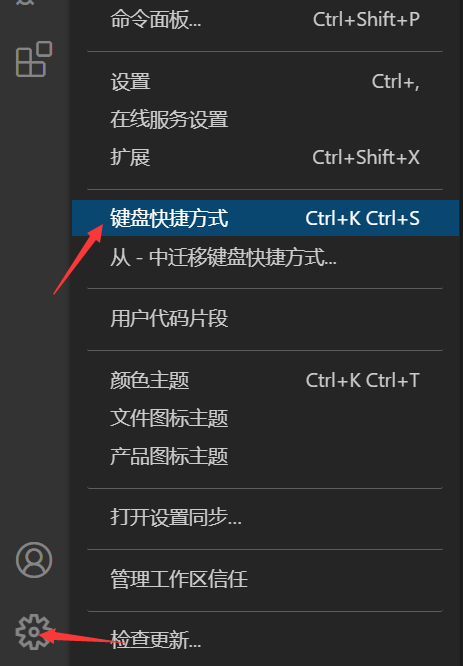 命令面板... Ctrl+Shift+P
设置 Ctrl+,
在线服务设置
扩展 Ctrl+Shift+X
键盘快捷方式 Ctrl+K Ctrl+S
从 - 中迁移键盘快捷方式...
用户代码片段
颜色主题 Ctrl+K Ctrl+T
文件图标主题
产品图标主题
打开设置同步...
管理工作区信任
检查更新...